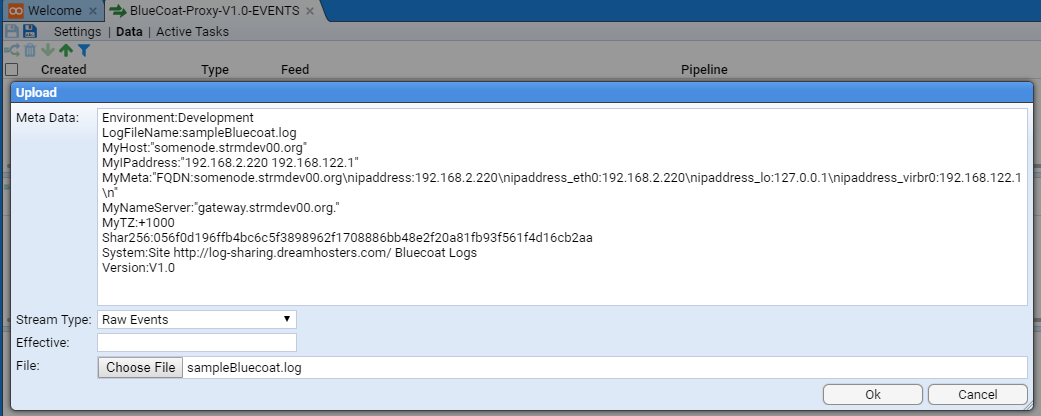 Welcome × BlueCoat-Proxy-V1.0-EVENTS ×
Settings | Data | Active Tasks
Created Type Feed Pipeline
Upload
Meta Data:
Environment:Development
LogFileName:sampleBluecoat.log
MyHost:"somenode.strmdev00.org"
MyIPaddress:"192.168.2.220 192.168.122.1"
MyMeta:"FQDN:somenode.strmdev00.org\nipaddress:192.168.2.220\nipaddress_eth0:192.168.2.220\nipaddress_lo:127.0.0.1\nipaddress_virbr0:192.168.122.1
\n"
MyNameServer:"gateway.strmdev00.org."
MyTZ:+1000
Shar256:056f0d196ffb4bc6c5f3898962f1708886bb48e2f20a81fb93f561f4d16cb2aa
System:Site http://log-sharing.dreamhosters.com/ Bluecoat Logs
Version:V1.0
Stream Type: Raw Events
Effective:
File: Choose File sampleBluecoat.log
Ok Cancel